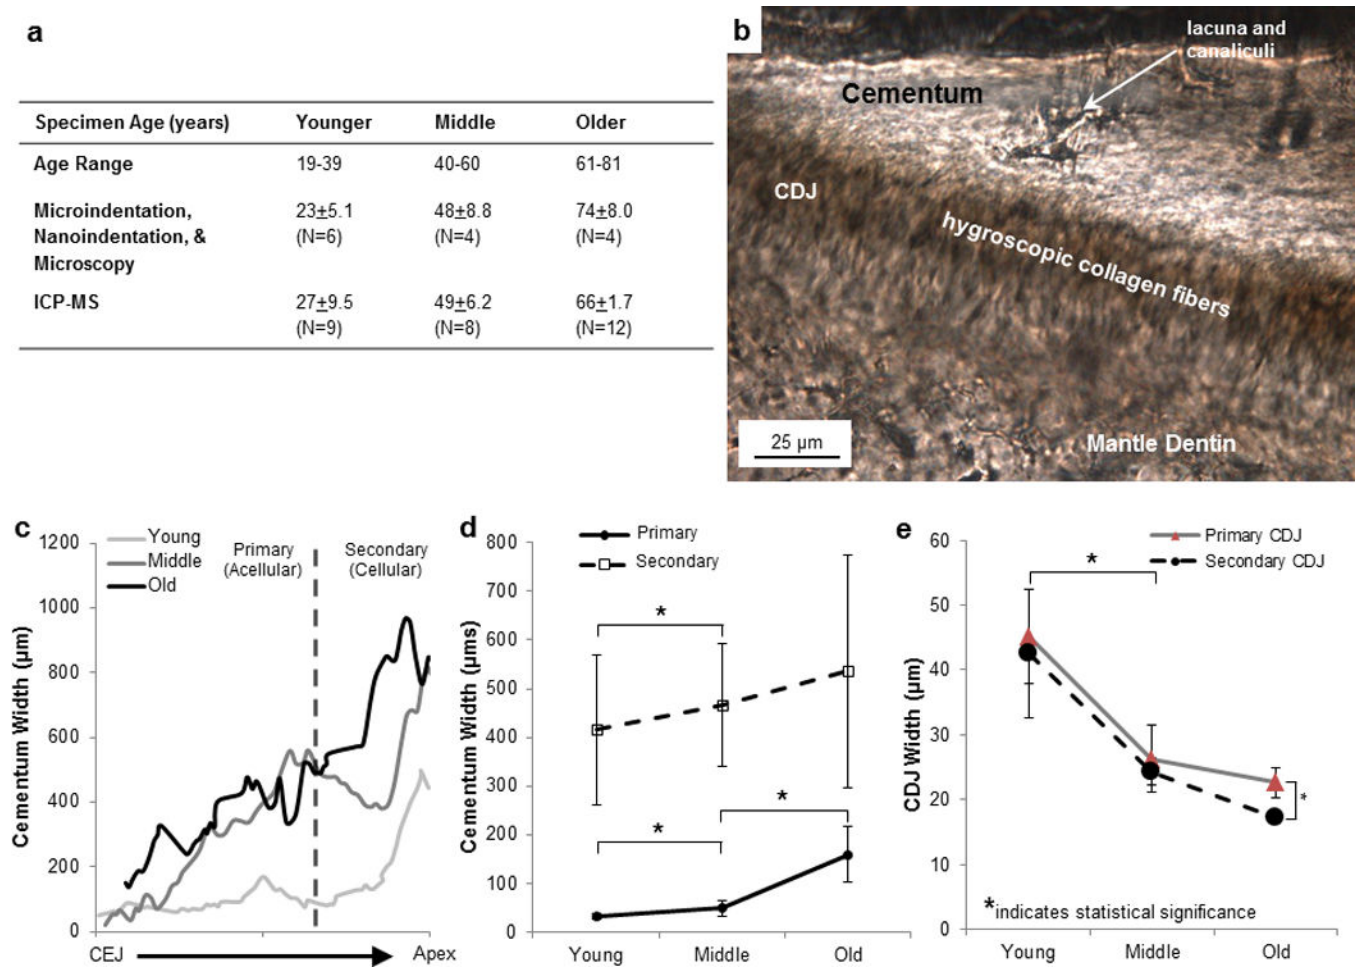 a
Specimen Age (years) Younger Middle Older
Age Range 19-39 40-60 61-81
Microindentation, 23±5.1 48±8.8 74±8.0
Nanoindentation, & (N=6) (N=4) (N=4)
Microscopy
ICP-MS 27±9.5 49±6.2 66±1.7
(N=9) (N=8) (N=12)
b
lacuna and
canaliculi
Cementum
CDJ
hygroscopic collagen fibers
Mantle Dentin
25 µm
c
Young
Middle
Old
Primary
(Acellular)
Secondary
(Cellular)
Cementum Width (µm)
1200
1000
800
600
400
200
0
CEJ
Apex
d
Primary
Secondary
Cementum Width (µms)
800
700
600
500
400
300
200
100
0
*
*
*
Young Middle Old
e
Primary CDJ
Secondary CDJ
CDJ Width (µm)
60
50
40
30
20
10
0
*
*
*indicates statistical significance
Young Middle Old